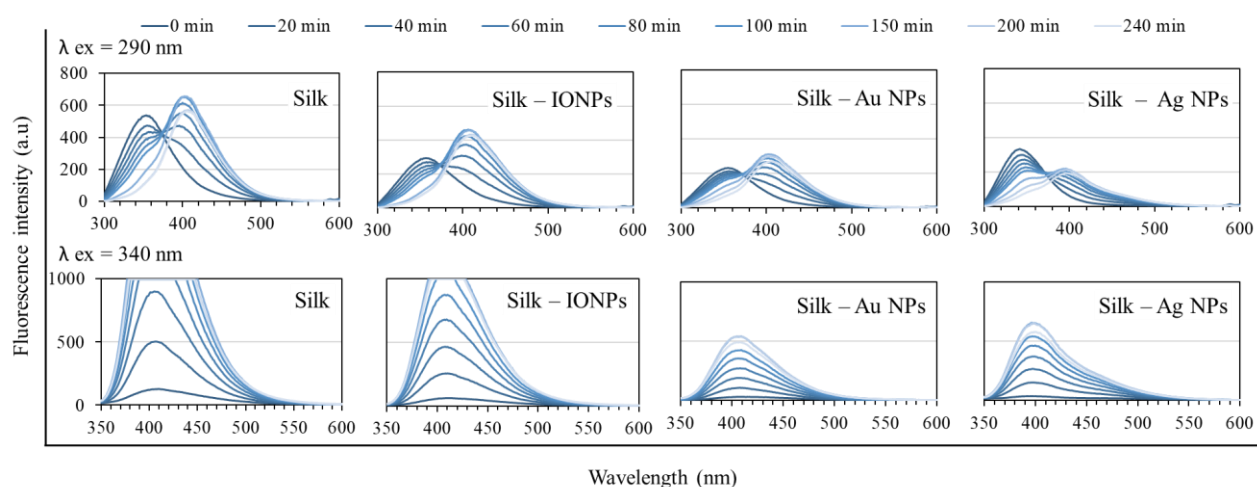 0 min 20 min 40 min 60 min 80 min 100 min 150 min 200 min 240 min
λ ex = 290 nm
Fluorescence intensity (a.u)
800
600
400
200
0
Silk
300 400 500 600
Silk – IONPs
300 400 500 600
Silk – Au NPs
300 400 500 600
Silk – Ag NPs
300 400 500 600
λ ex = 340 nm
1000
500
0
Silk
350 400 450 500 550 600
Silk – IONPs
350 400 450 500 550 600
Silk – Au NPs
350 400 450 500 550 600
Silk – Ag NPs
350 400 450 500 550 600
Wavelength (nm)